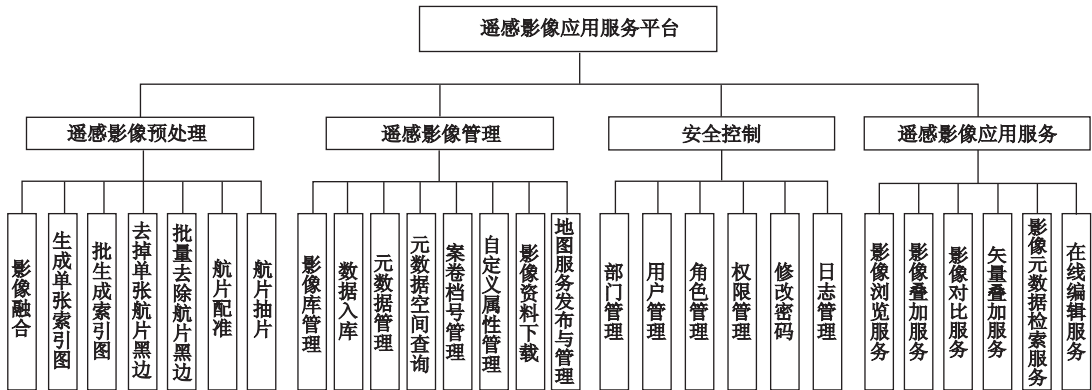 遥感影像应用服务平台
遥感影像预处理
遥感影像管理
安全控制
遥感影像应用服务
影像融合
生成单张索引图
批生成索引图
去掉单张航片黑边
批量去除航片黑边
航片配准
航片抽片
影像库管理
数据入库
元数据管理
元数据空间查询
案卷档号管理
自定义属性管理
影像资料下载
地图服务发布与管理
部门管理
用户管理
角色管理
权限管理
修改密码
日志管理
影像浏览服务
影像叠加服务
影像对比服务
矢量叠加服务
影像元数据检索服务
在线编辑服务